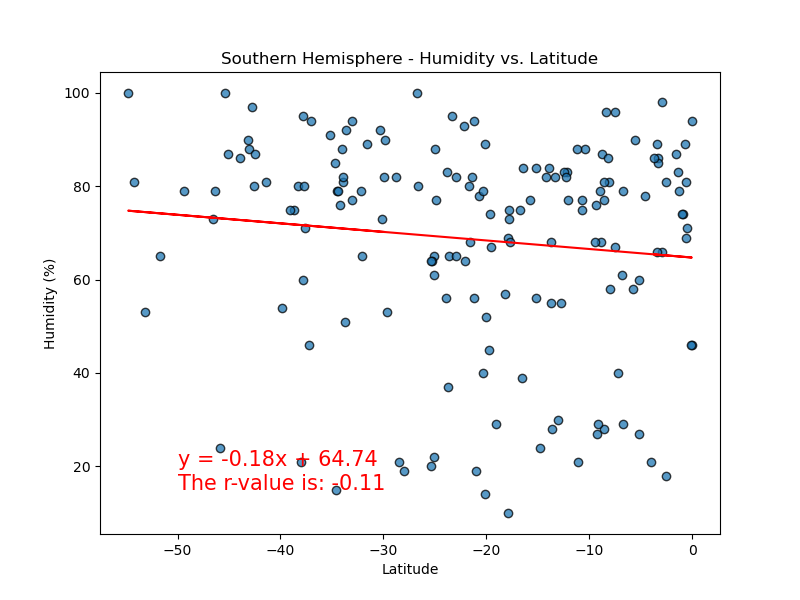 Southern Hemisphere - Humidity vs. Latitude
Humidity (%)
100
80
60
40
20
y = -0.18x + 64.74
The r-value is: -0.11
−50 −40 −30 −20 −10 0
Latitude